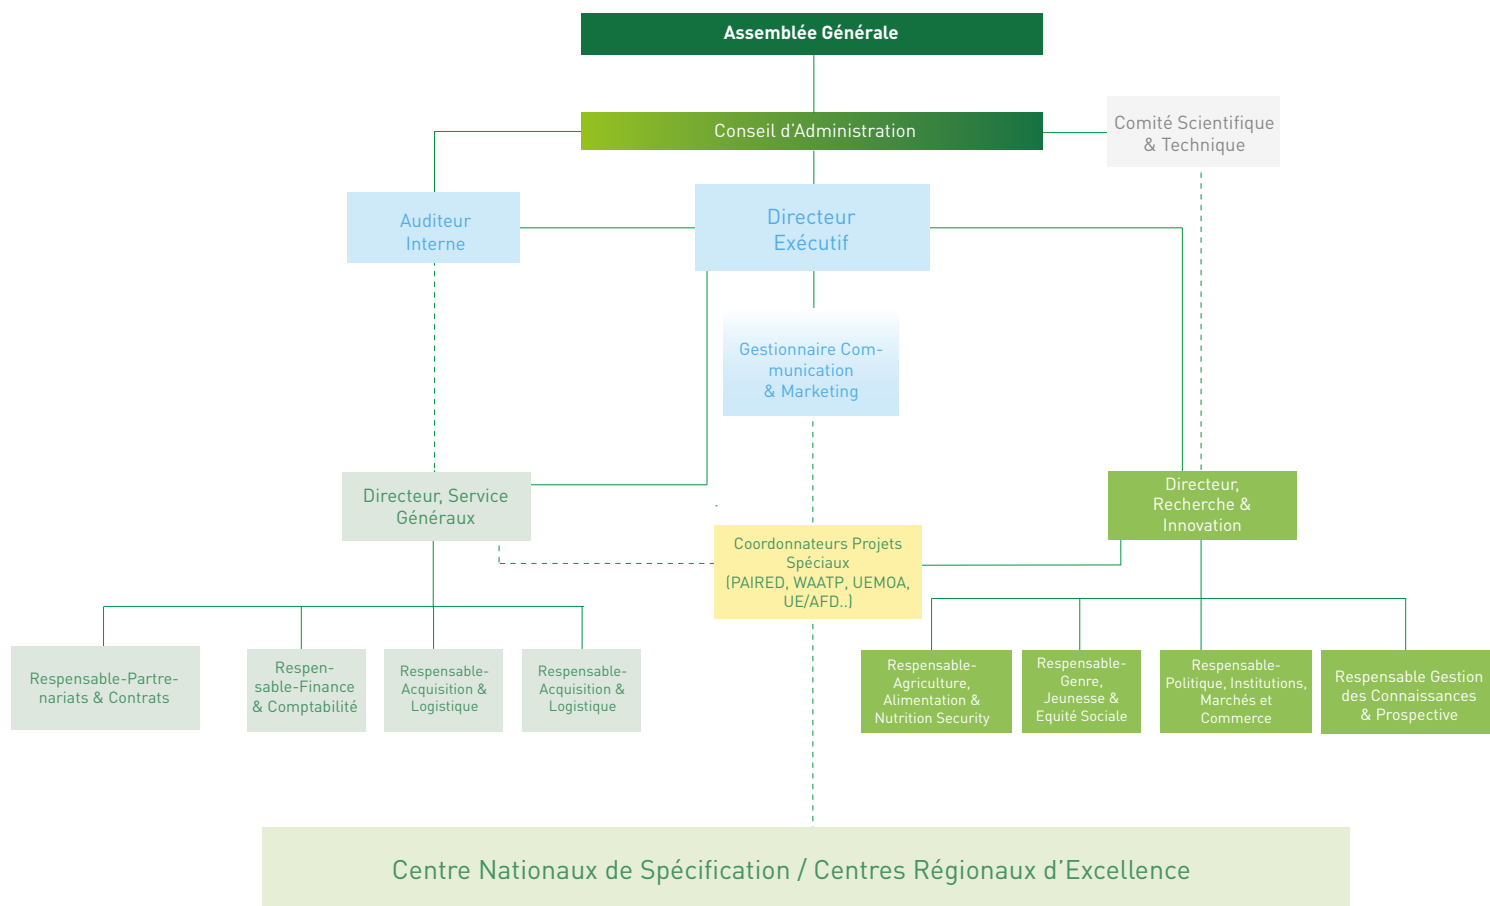 Assemblée Générale
Conseil d'Administration
Comité Scientifique
& Technique
Auditeur
Interne
Directeur
Exécutif
Gestionnaire Com-
munication
& Marketing
Directeur, Service
Généraux
Coordonnateurs Projets
Spéciaux
(PAIRED, WAATP, UEMOA,
UE/AFD..)
Directeur,
Recherche &
Innovation
Respensable-Partre-
nariats & Contrats
Respen-
sable-Finance
& Comptabilité
Responsable-
Acquisition &
Logistique
Responsable-
Acquisition &
Logistique
Responsable-
Agriculture,
Alimentation &
Nutrition Security
Responsable-
Genre,
Jeunesse &
Equité Sociale
Responsable-
Politique, Institutions,
Marchés et
Commerce
Responsable Gestion
des Connaissances
& Prospective
Centre Nationaux de Spécification / Centres Régionaux d'Excellence